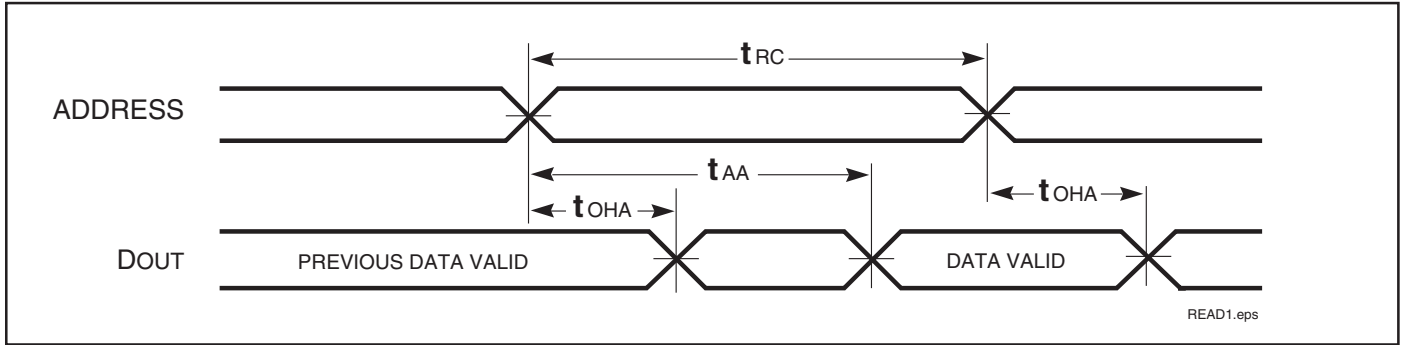 tRC
ADDRESS
tAA
tOHA
tOHA
DOUT
PREVIOUS DATA VALID
DATA VALID
READ1.eps